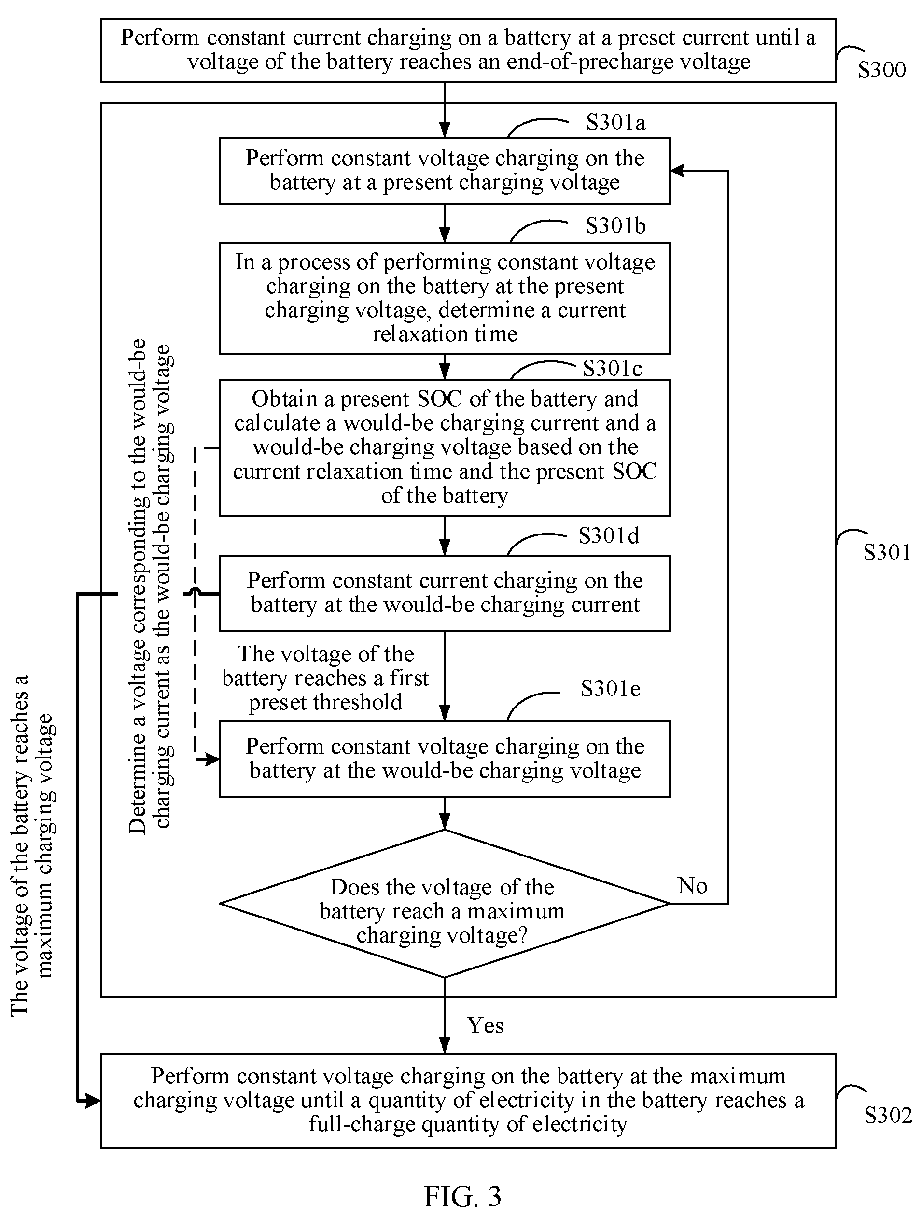 Perform constant current charging on a battery at a preset current until a
voltage of the battery reaches an end-of-precharge voltage
S300
S301a
Perform constant voltage charging on the
battery at a present charging voltage
S301b
In a process of performing constant voltage
charging on the battery at the present
charging voltage, determine a current
relaxation time
S301c
Obtain a present SOC of the battery and
calculate a would-be charging current and a
would-be charging voltage based on the
current relaxation time and the present SOC
of the battery
Determine a voltage corresponding to the would-be
charging current as the would-be charging voltage
S301d
Perform constant current charging on the
battery at the would-be charging current
S301
The voltage of the
battery reaches a first
preset threshold
S301e
Perform constant voltage charging on the
battery at the would-be charging voltage
The voltage of the battery reaches a
maximum charging voltage
Does the voltage of the
battery reach a maximum
charging voltage?
No
Yes
Perform constant voltage charging on the battery at the maximum
charging voltage until a quantity of electricity in the battery reaches a
full-charge quantity of electricity
S302
FIG. 3